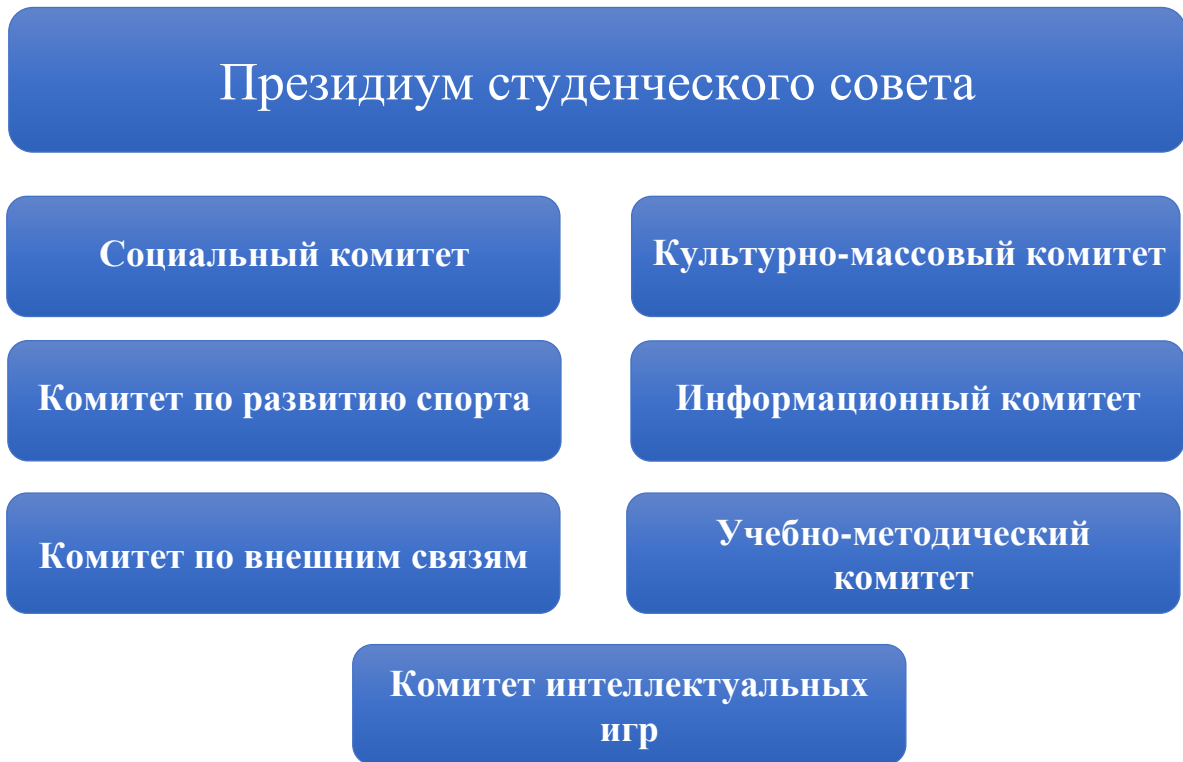 Президиум студенческого совета
Социальный комитет
Культурно-массовый комитет
Комитет по развитию спорта
Информационный комитет
Комитет по внешним связям
Учебно-методический
комитет
Комитет интеллектуальных
игр